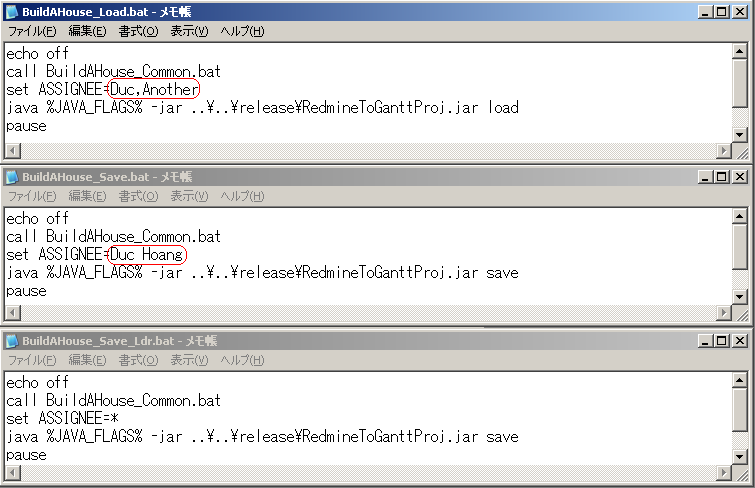 BuildAHouse_Load.bat - メモ帳
ファイル(F) 編集(E) 書式(O) 表示(V) ヘルプ(H)
echo off
call BuildAHouse_Common.bat
set ASSIGNEE=Duc,Another
java %JAVA_FLAGS% -jar ..¥..¥release¥RedmineToGanttProj.jar load
pause
BuildAHouse_Save.bat - メモ帳
ファイル(F) 編集(E) 書式(O) 表示(V) ヘルプ(H)
echo off
call BuildAHouse_Common.bat
set ASSIGNEE=Duc Hoang
java %JAVA_FLAGS% -jar ..¥..¥release¥RedmineToGanttProj.jar save
pause
BuildAHouse_Save_Ldr.bat - メモ帳
ファイル(F) 編集(E) 書式(O) 表示(V) ヘルプ(H)
echo off
call BuildAHouse_Common.bat
set ASSIGNEE=*
java %JAVA_FLAGS% -jar ..¥..¥release¥RedmineToGanttProj.jar save
pause